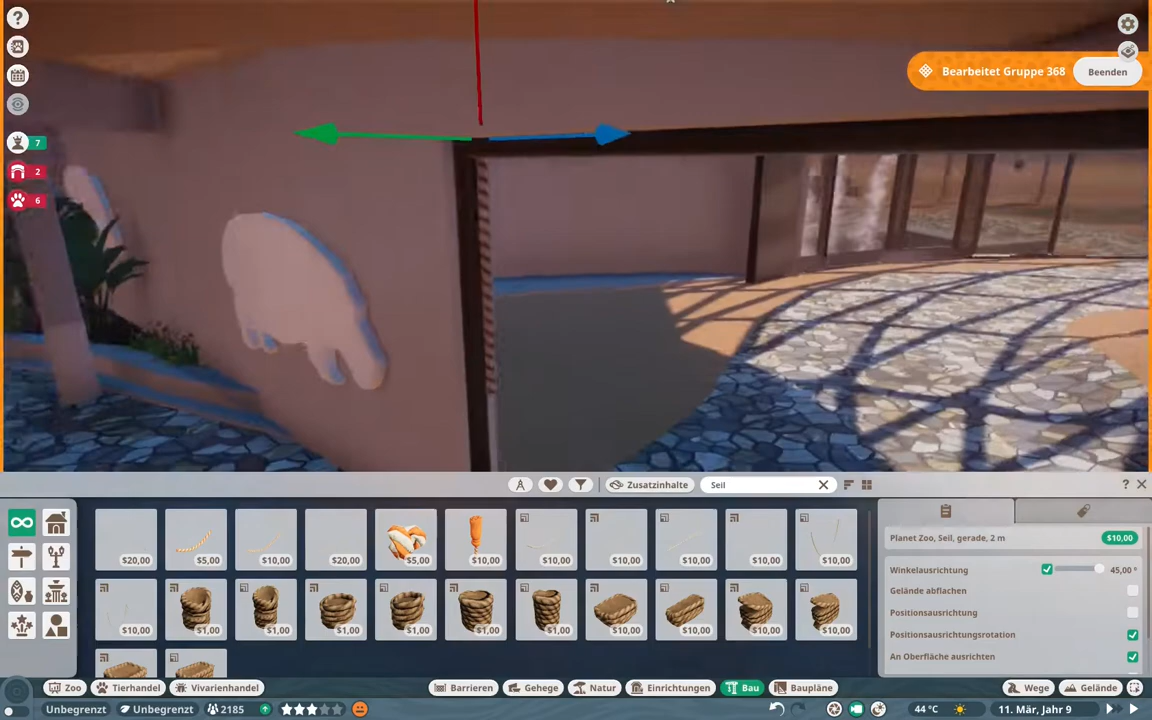 ?
Bearbeitet Gruppe 368
Beenden
7
2
6
Zusatzinhalte
Seil
?
$20,00
$5,00
$10,00
$20,00
$5,00
$10,00
$10,00
$10,00
$10,00
$10,00
$10,00
$10,00
$1,00
$1,00
$1,00
$1,00
$1,00
$1,00
$10,00
$10,00
$10,00
$10,00
Planet Zoo, Seil, gerade, 2 m
$10,00
Winkelausrichtung
45,00 °
Gelände abflachen
Positionsausrichtung
Positionsausrichtungsrotation
An Oberfläche ausrichten
Zoo
Tierhandel
Vivarienhandel
Barrieren
Gehege
Natur
Einrichtungen
Bau
Baupläne
Wege
Gelände
Unbegrenzt
Unbegrenzt
2185
44 °C
11. Mär, Jahr 9